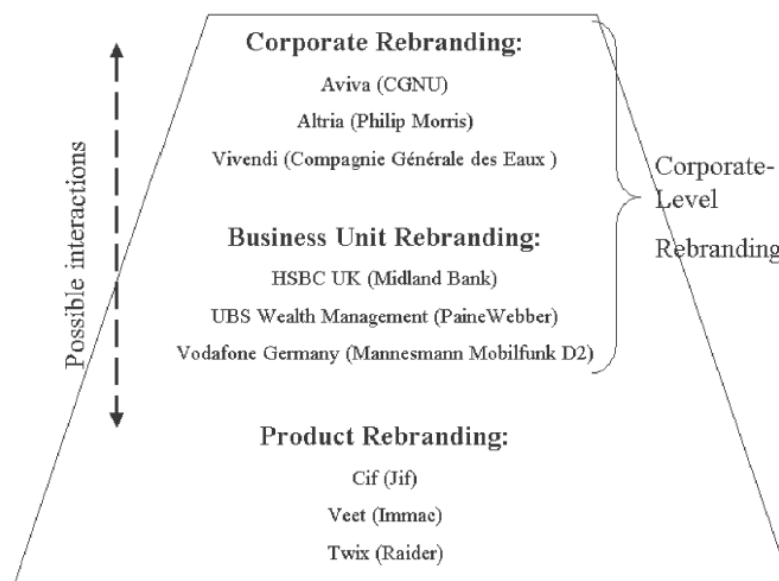 Corporate Rebranding:
Aviva (CGNU)
Altria (Philip Morris)
Vivendi (Compagnie Générale des Eaux )
Business Unit Rebranding:
HSBC UK (Midland Bank)
UBS Wealth Management (PaineWebber)
Vodafone Germany (Mannesmann Mobilfunk D2)
Product Rebranding:
Cif (Jif)
Veet (Immac)
Twix (Raider)
Possible interactions
Corporate-
Level
Rebranding